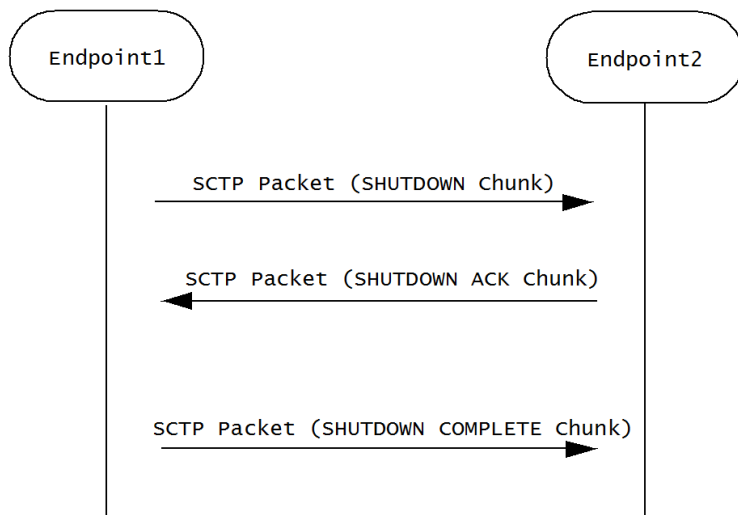 Endpoint1
Endpoint2
SCTP Packet (SHUTDOWN Chunk)
SCTP Packet (SHUTDOWN ACK Chunk)
SCTP Packet (SHUTDOWN COMPLETE Chunk)